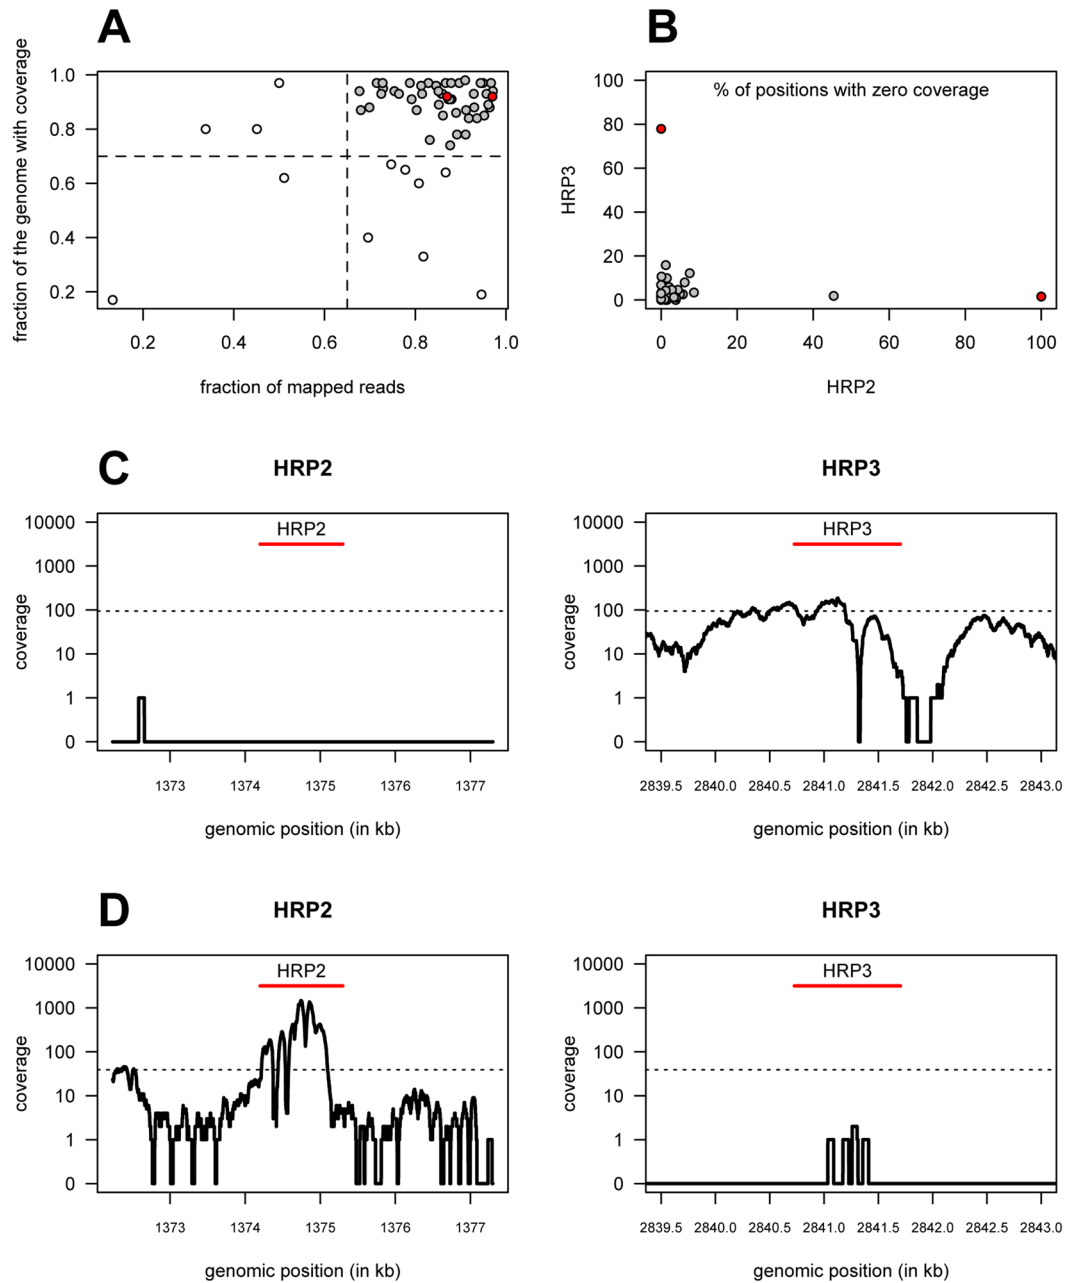 A
fraction of the genome with coverage
1.0
0.8
0.6
0.4
0.2
0.2 0.4 0.6 0.8 1.0
fraction of mapped reads
B
% of positions with zero coverage
HRP3
100
80
60
40
20
0
0 20 40 60 80 100
HRP2
C
HRP2
HRP2
coverage
10000
1000
100
10
1
0
1373 1374 1375 1376 1377
genomic position (in kb)
HRP3
HRP3
coverage
10000
1000
100
10
1
0
2839.5 2840.0 2840.5 2841.0 2841.5 2842.0 2842.5 2843.0
genomic position (in kb)
D
HRP2
HRP2
coverage
10000
1000
100
10
1
0
1373 1374 1375 1376 1377
genomic position (in kb)
HRP3
HRP3
coverage
10000
1000
100
10
1
0
2839.5 2840.0 2840.5 2841.0 2841.5 2842.0 2842.5 2843.0
genomic position (in kb)